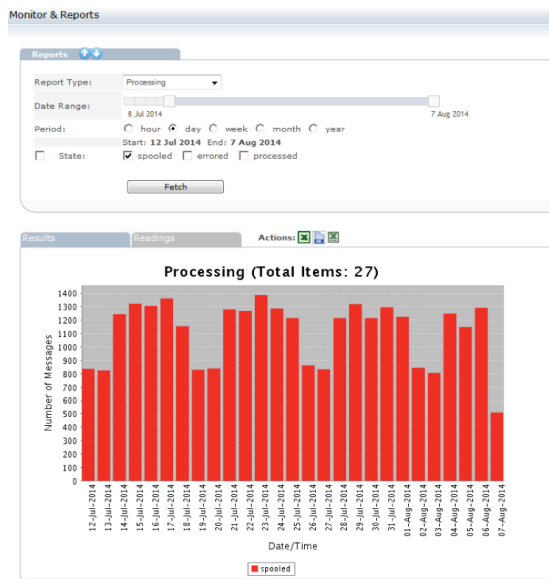 Monitor & Reports
Reports
Report Type: Processing
Date Range:
8 Jul 2014 7 Aug 2014
Period: hour day week month year
Start: 12 Jul 2014 End: 7 Aug 2014
State: spooled errored processed
Fetch
Results Readings Actions:
Processing (Total Items: 27)
1400
1300
1200
1100
1000
900
800
700
600
500
400
300
200
100
0
Number of Messages
12-Jul-2014
13-Jul-2014
14-Jul-2014
15-Jul-2014
16-Jul-2014
17-Jul-2014
18-Jul-2014
19-Jul-2014
20-Jul-2014
21-Jul-2014
22-Jul-2014
23-Jul-2014
24-Jul-2014
25-Jul-2014
26-Jul-2014
27-Jul-2014
28-Jul-2014
29-Jul-2014
30-Jul-2014
31-Jul-2014
01-Aug-2014
02-Aug-2014
03-Aug-2014
04-Aug-2014
05-Aug-2014
06-Aug-2014
07-Aug-2014
Date/Time
spooled